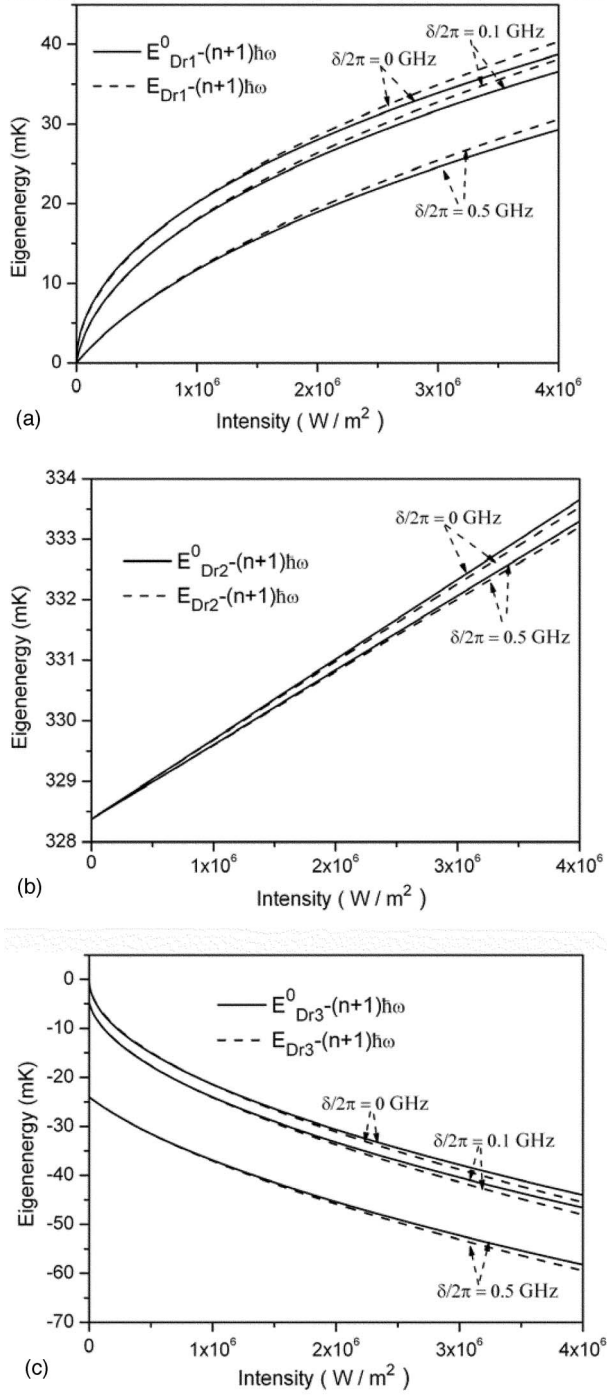 40
30
20
10
0
Eigenenergy (mK)
E⁰Dr1-(n+1)ħω
EDr1-(n+1)ħω
δ/2π = 0 GHz
δ/2π = 0.1 GHz
δ/2π = 0.5 GHz
0
1x10⁶
2x10⁶
3x10⁶
4x10⁶
Intensity ( W / m² )
(a)
334
333
332
331
330
329
328
Eigenenergy (mK)
E⁰Dr2-(n+1)ħω
EDr2-(n+1)ħω
δ/2π = 0 GHz
δ/2π = 0.5 GHz
0
1x10⁶
2x10⁶
3x10⁶
4x10⁶
Intensity ( W / m² )
(b)
0
-10
-20
-30
-40
-50
-60
-70
Eigenenergy (mK)
E⁰Dr3-(n+1)ħω
EDr3-(n+1)ħω
δ/2π = 0 GHz
δ/2π = 0.1 GHz
δ/2π = 0.5 GHz
0
1x10⁶
2x10⁶
3x10⁶
4x10⁶
Intensity ( W / m² )
(c)